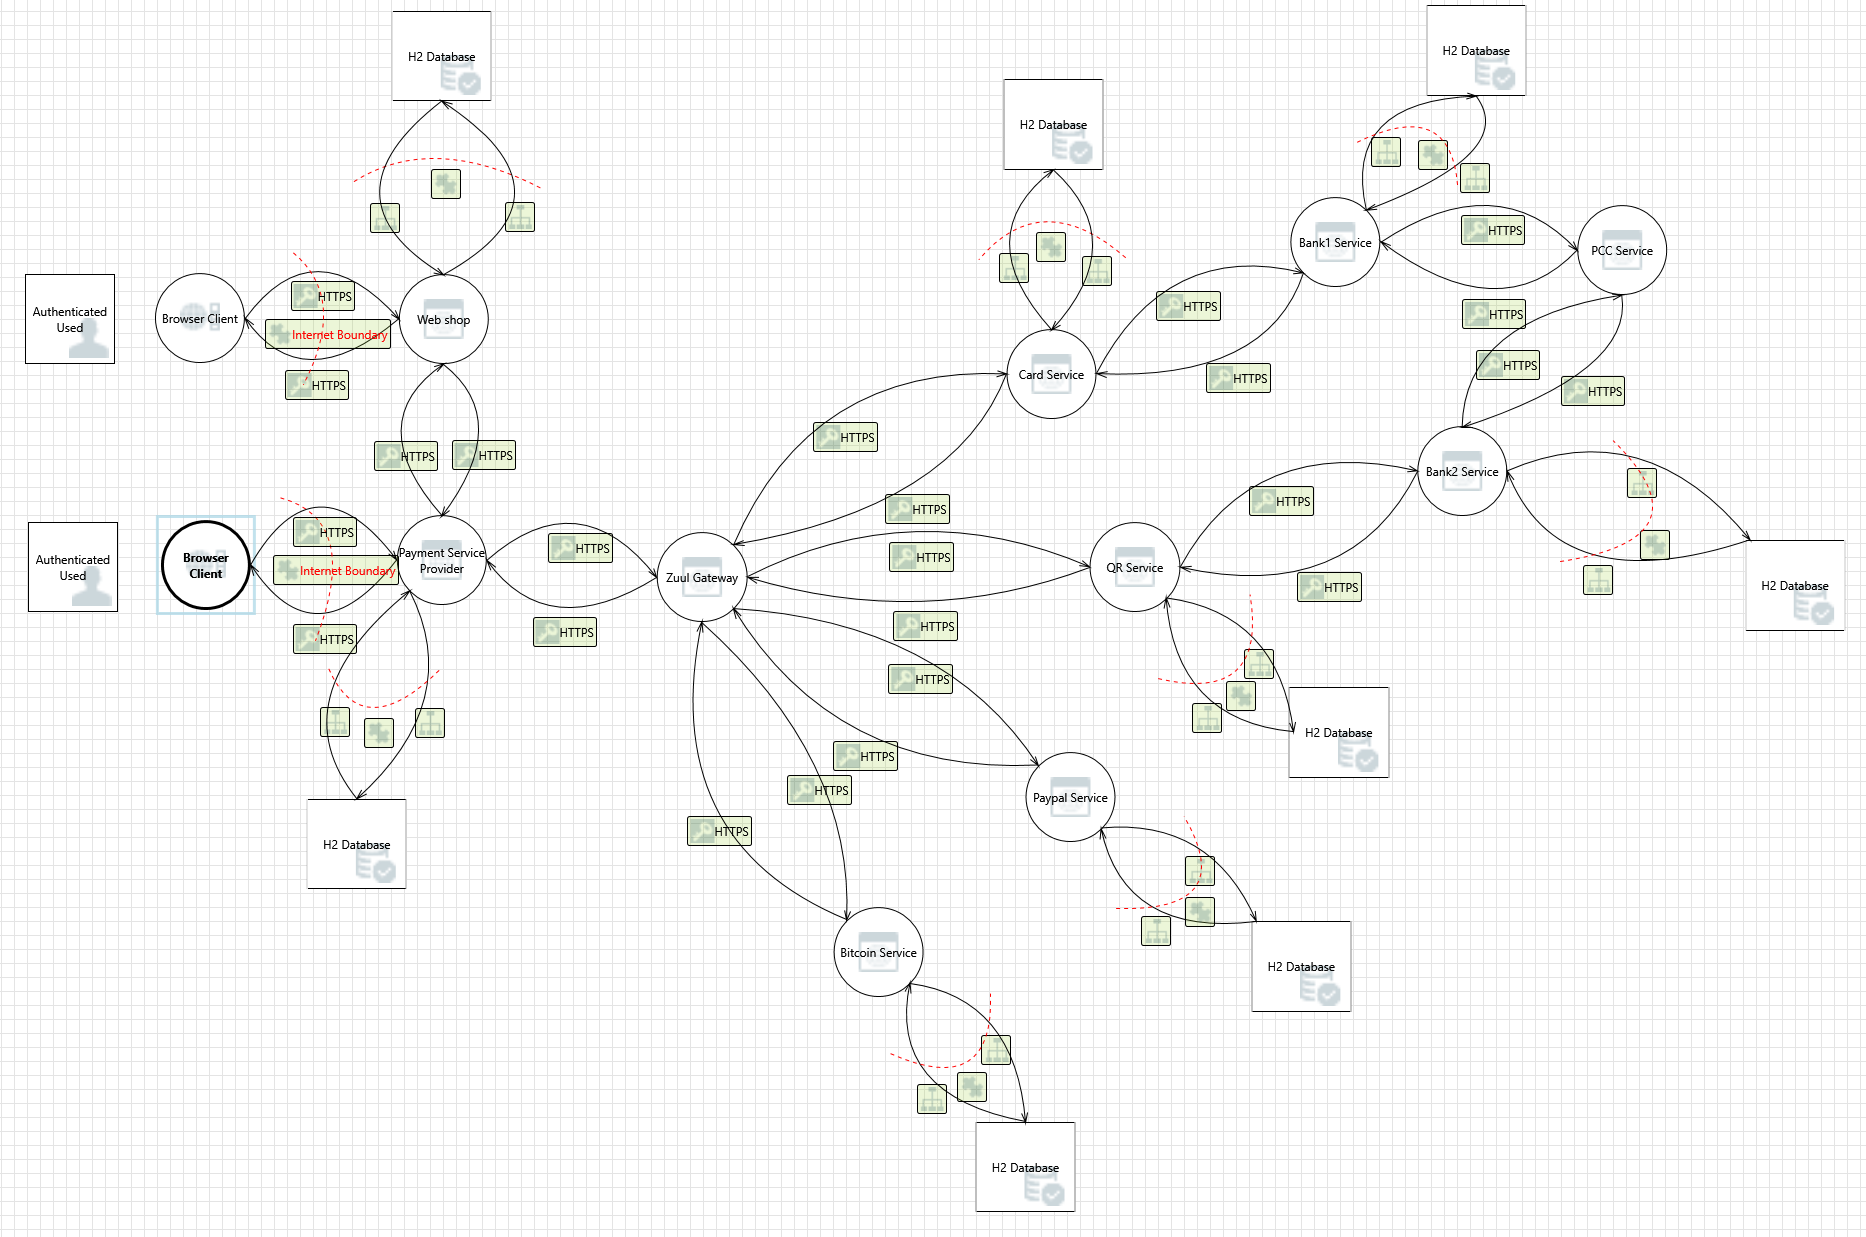 H2 Database
H2 Database
H2 Database
Authenticated
Used
Browser Client
HTTPS
Internet Boundary
HTTPS
Web shop
HTTPS
HTTPS
Bank1 Service
HTTPS
PCC Service
HTTPS
HTTPS
HTTPS
HTTPS
HTTPS
Card Service
HTTPS
HTTPS
HTTPS
Bank2 Service
HTTPS
H2 Database
Authenticated
Used
Browser
Client
HTTPS
Internet Boundary
HTTPS
Payment Service
Provider
HTTPS
HTTPS
Zuul Gateway
HTTPS
HTTPS
HTTPS
QR Service
HTTPS
H2 Database
H2 Database
HTTPS
HTTPS
HTTPS
Paypal Service
H2 Database
Bitcoin Service
H2 Database